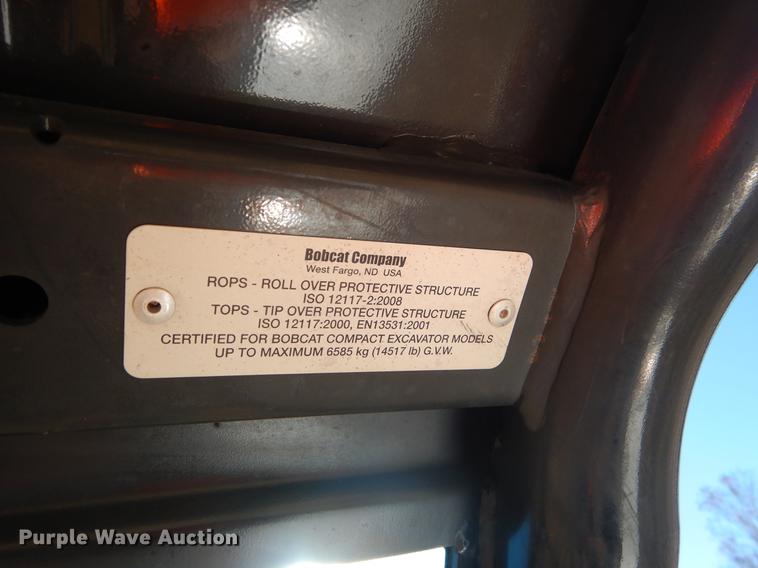 Bobcat Company
West Fargo, ND USA
ROPS - ROLL OVER PROTECTIVE STRUCTURE
ISO 12117-2:2008
TOPS - TIP OVER PROTECTIVE STRUCTURE
ISO 12117:2000, EN13531:2001
CERTIFIED FOR BOBCAT COMPACT EXCAVATOR MODELS
UP TO MAXIMUM 6585 kg (14517 lb) G.V.W.
Purple Wave Auction